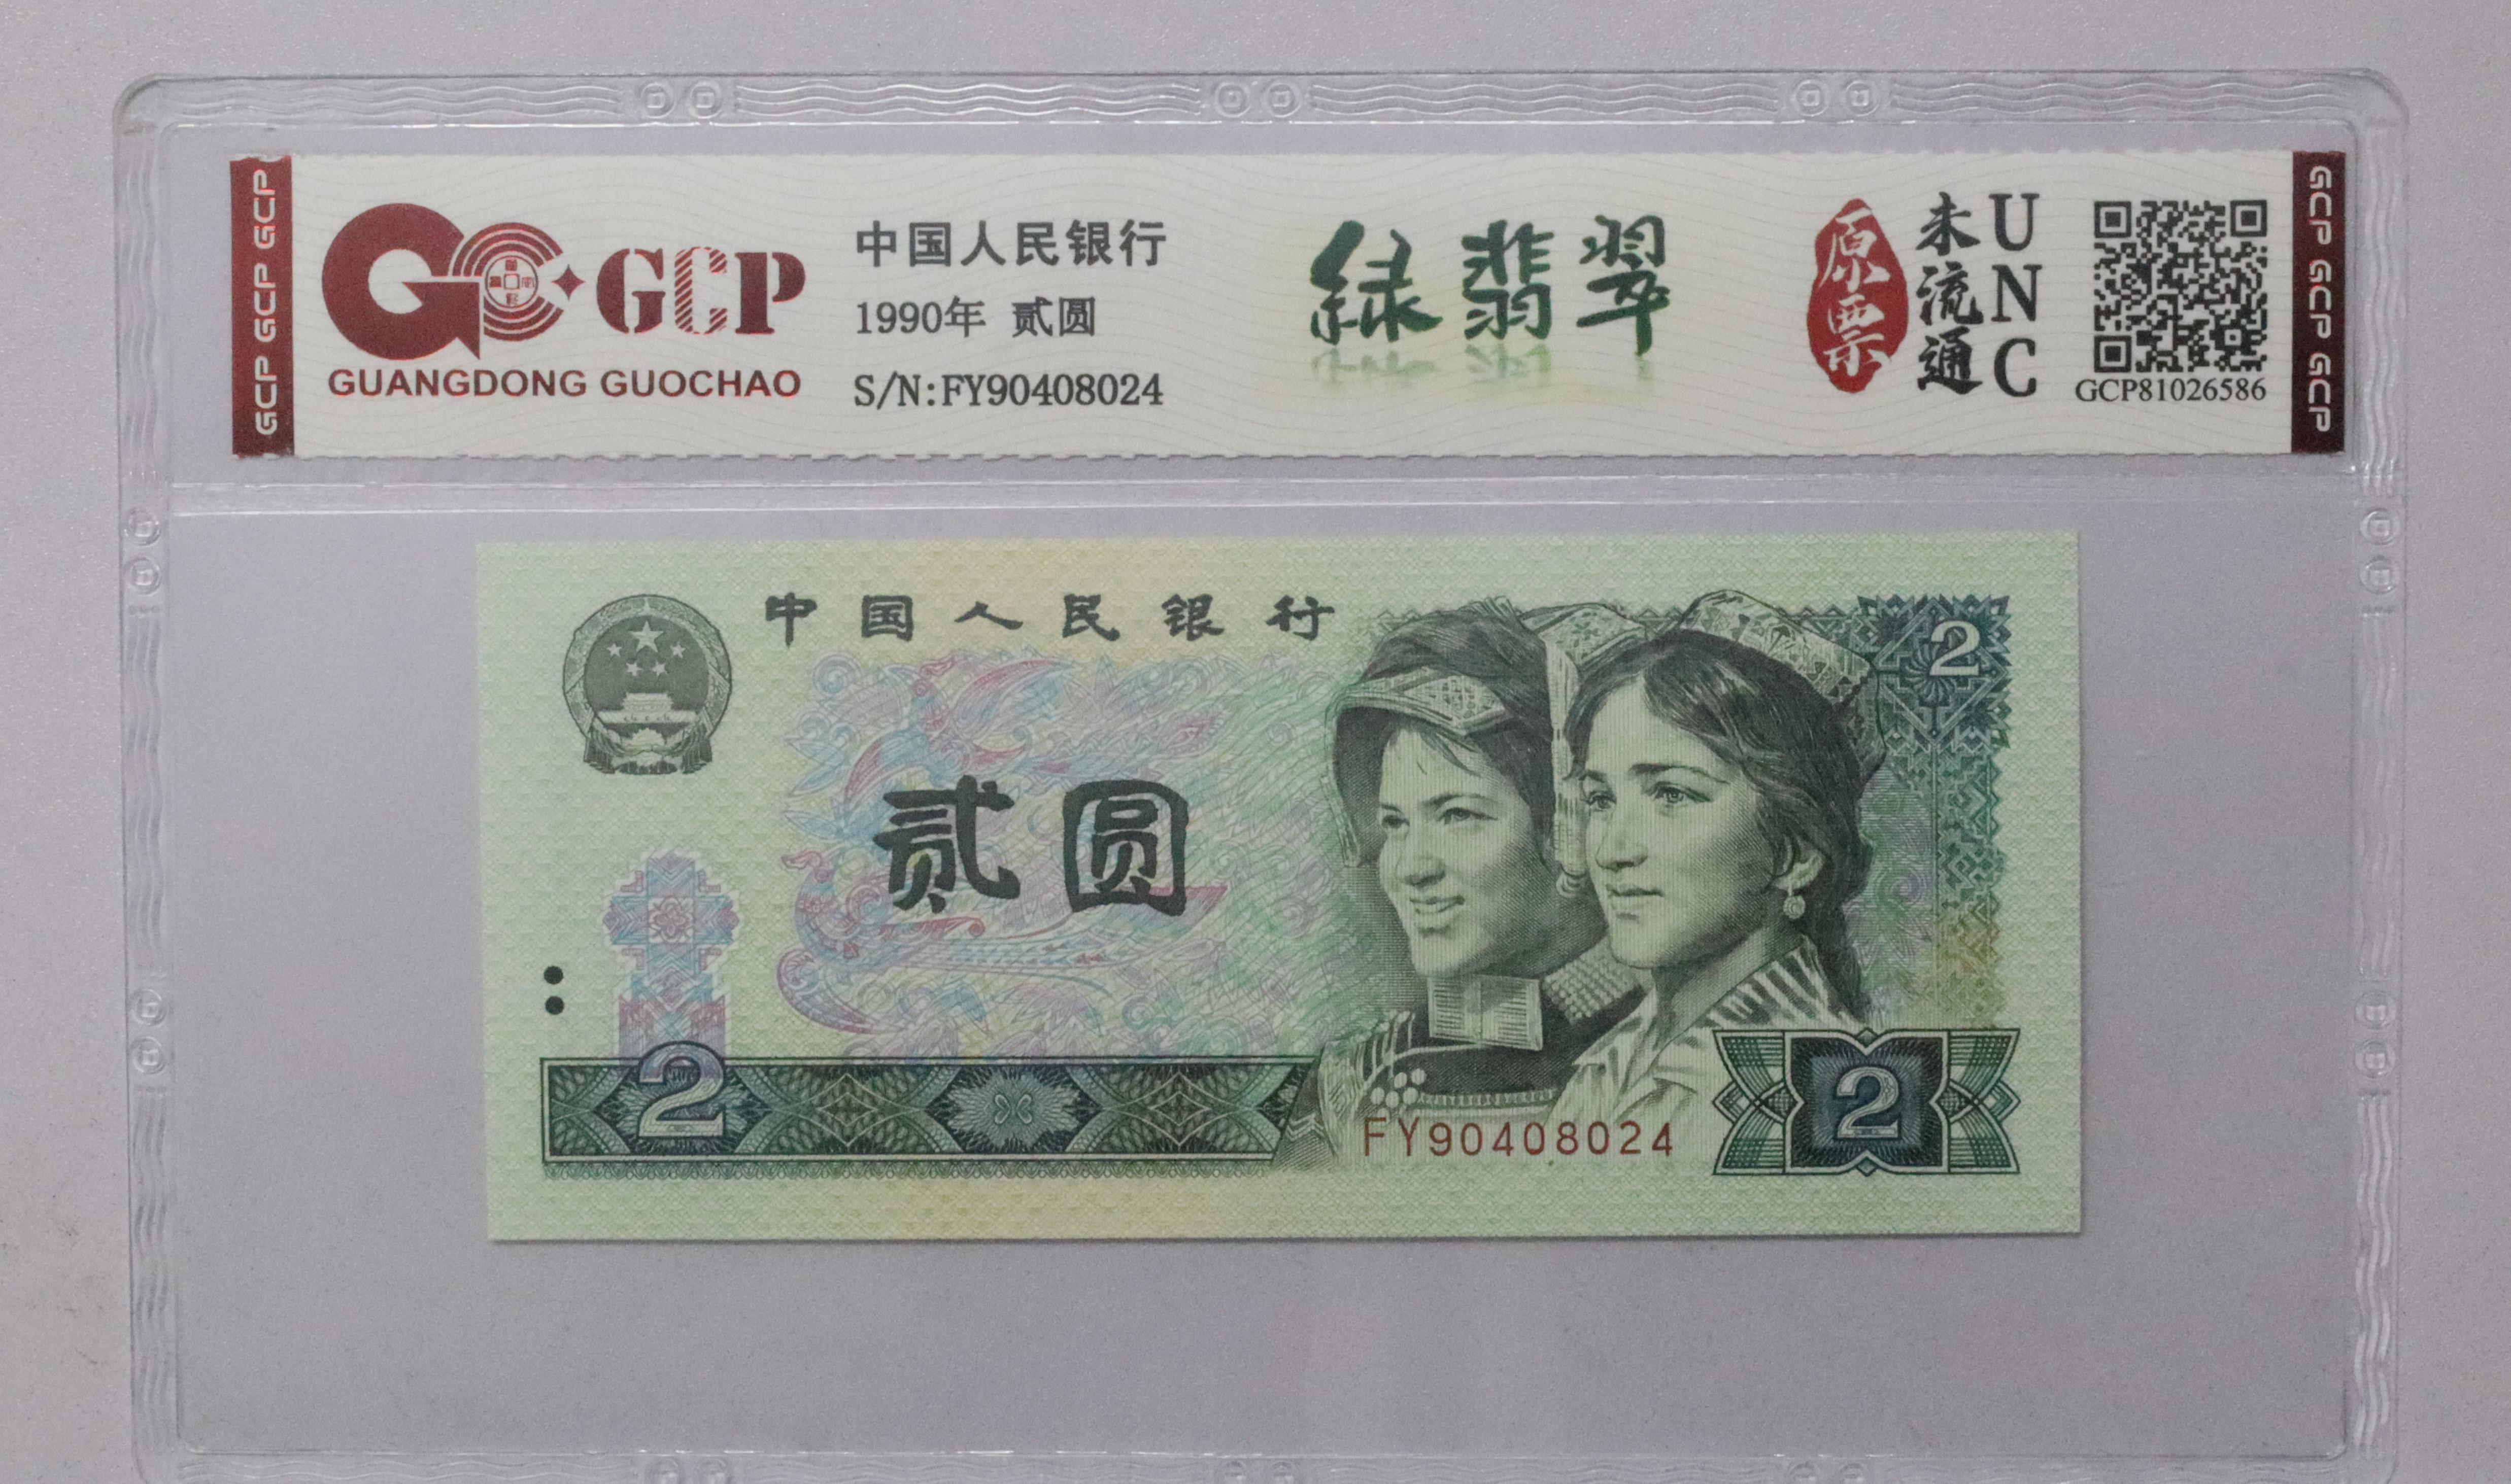 GCP GCP GCP
GCP
GUANGDONG GUOCHAO
中国人民银行
1990年 贰圆
S/N:FY90408024
绿翡翠
原票
未流通
UNC
GCP81026586
GCP GCP GCP
中国人民银行
2
贰圆
2
FY90408024
2